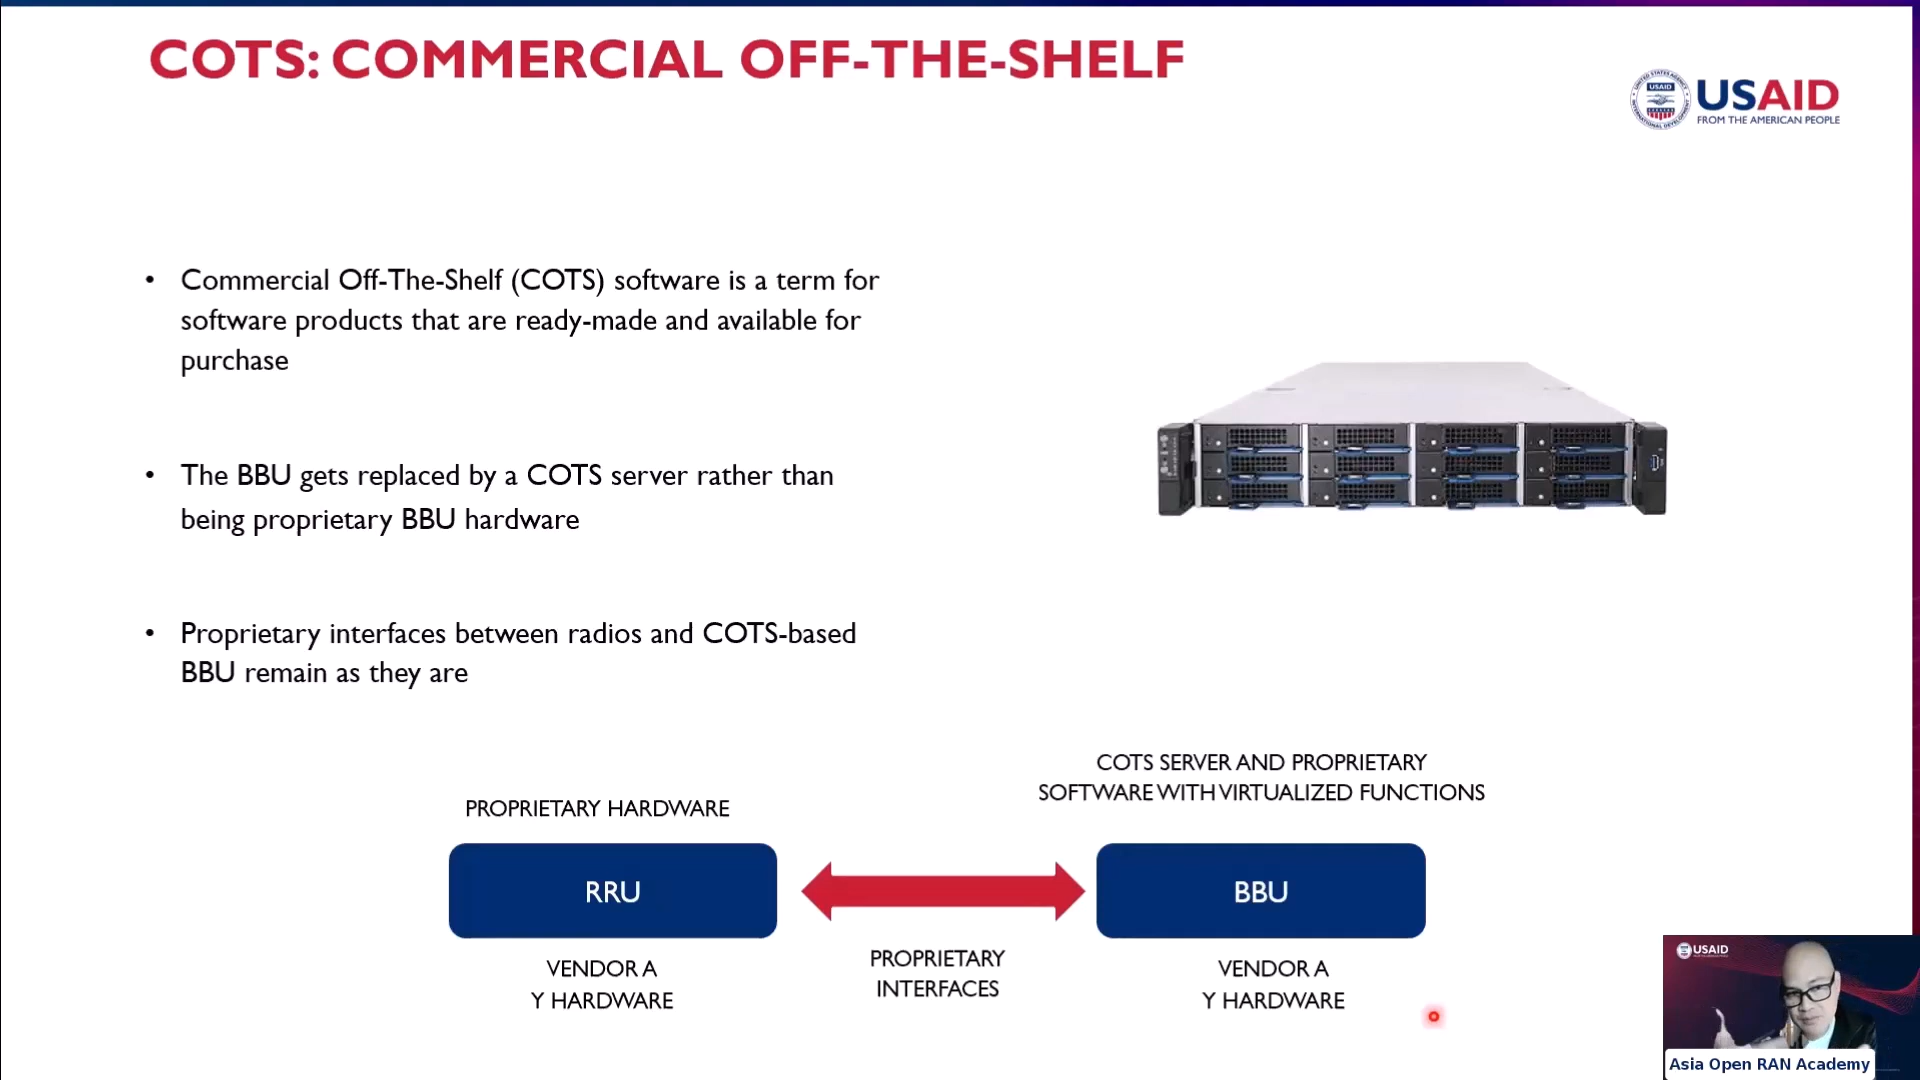 COTS: COMMERCIAL OFF-THE-SHELF
USAID
FROM THE AMERICAN PEOPLE
• Commercial Off-The-Shelf (COTS) software is a term for
software products that are ready-made and available for
purchase
• The BBU gets replaced by a COTS server rather than
being proprietary BBU hardware
• Proprietary interfaces between radios and COTS-based
BBU remain as they are
COTS SERVER AND PROPRIETARY
SOFTWARE WITH VIRTUALIZED FUNCTIONS
PROPRIETARY HARDWARE
RRU
BBU
PROPRIETARY
INTERFACES
VENDOR A
Y HARDWARE
VENDOR A
Y HARDWARE
USAID
Asia Open RAN Academy